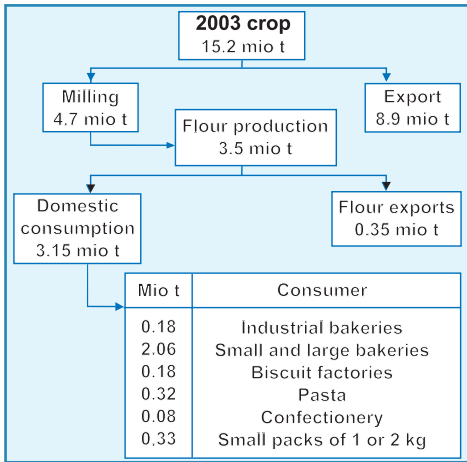 2003 crop
15.2 mio t
Milling
4.7 mio t
Export
8.9 mio t
Flour production
3.5 mio t
Domestic
consumption
3.15 mio t
Flour exports
0.35 mio t
Mio t Consumer
0.18 Industrial bakeries
2.06 Small and large bakeries
0.18 Biscuit factories
0.32 Pasta
0.08 Confectionery
0.33 Small packs of 1 or 2 kg